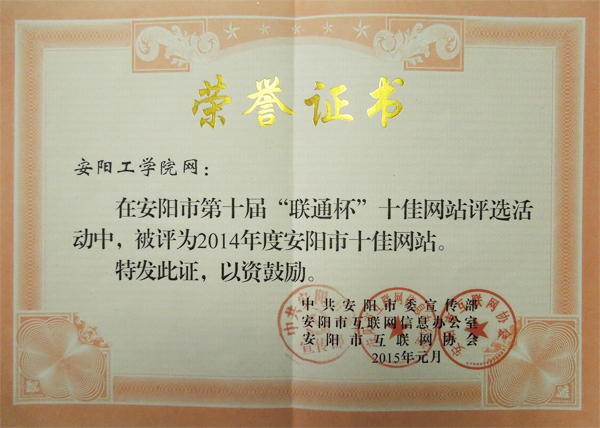 荣誉证书
安阳工学院网：
在安阳市第十届“联通杯”十佳网站评选活
动中，被评为2014年度安阳市十佳网站。
特发此证，以资鼓励。
中共安阳市委宣传部
安阳市互联网信息办公室
安阳市互联网协会
2015年元月